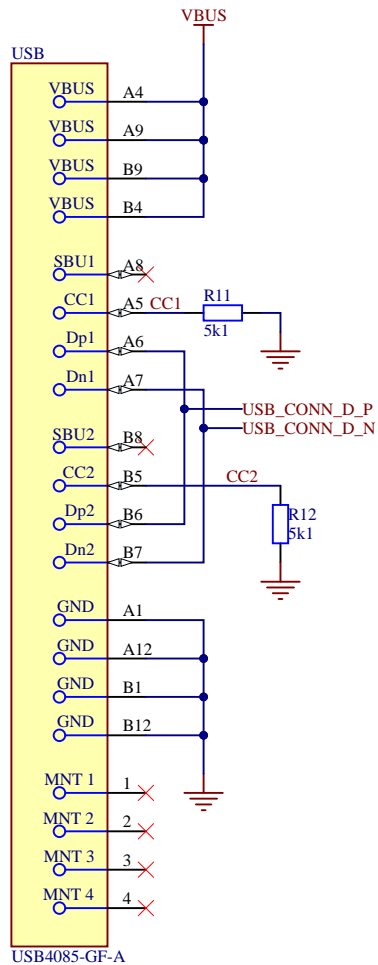 VBUS
USB
VBUS A4
VBUS A9
VBUS B9
VBUS B4
SBU1 A8
CC1 A5 CC1 R11
5k1
Dp1 A6
Dn1 A7
USB_CONN_D_P
USB_CONN_D_N
SBU2 B8
CC2 B5 CC2
Dp2 B6 R12
5k1
Dn2 B7
GND A1
GND A12
GND B1
GND B12
MNT 1 1
MNT 2 2
MNT 3 3
MNT 4 4
USB4085-GF-A